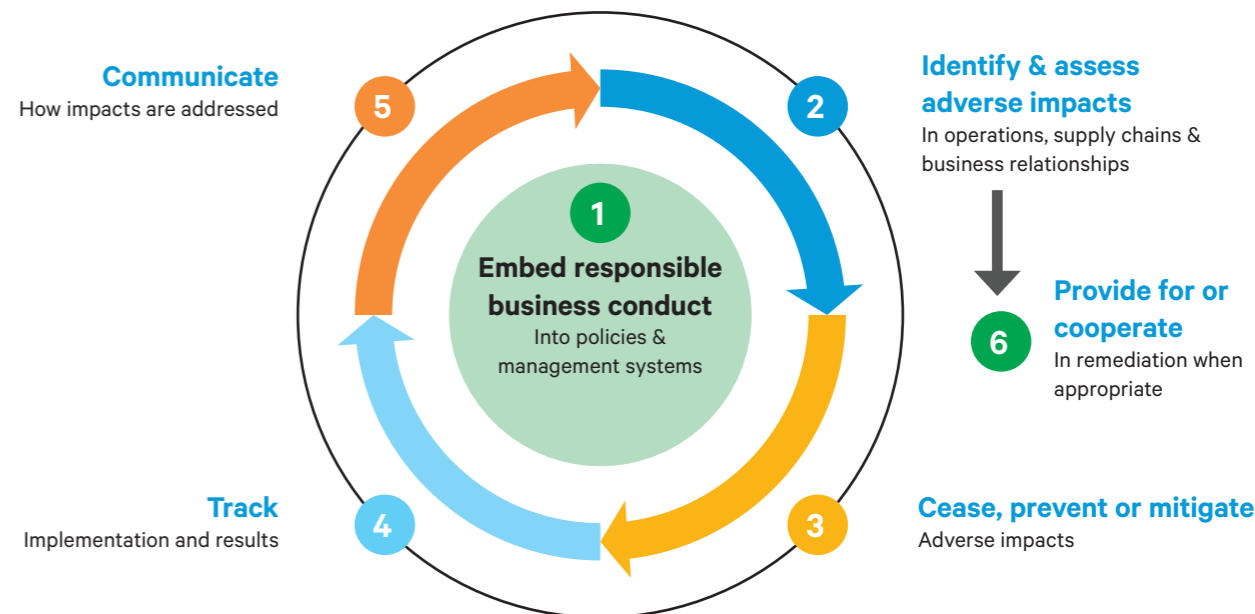 Communicate
How impacts are addressed
5
2
Identify & assess
adverse impacts
In operations, supply chains &
business relationships
1
Embed responsible
business conduct
Into policies &
management systems
6
Provide for or
cooperate
In remediation when
appropriate
Track
Implementation and results
4
3
Cease, prevent or mitigate
Adverse impacts